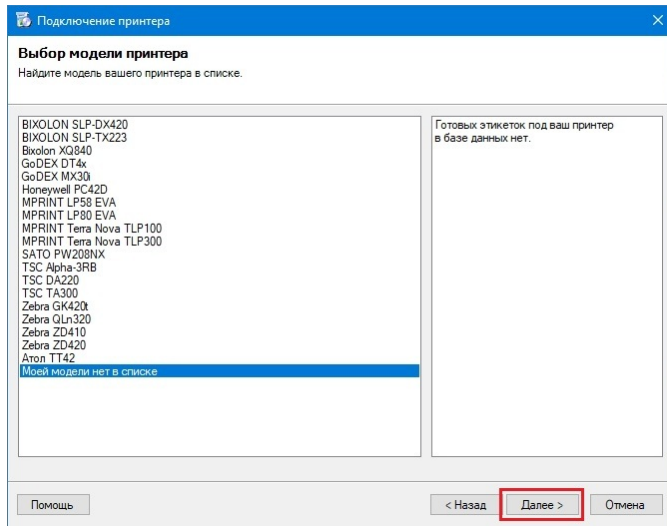 Подключение принтера
Выбор модели принтера
Найдите модель вашего принтера в списке.
BIXOLON SLP-DX420
BIXOLON SLP-TX223
Bixolon XQ840
GoDEX DT4x
GoDEX MX30i
Honeywell PC42D
MPRINT LP58 EVA
MPRINT LP80 EVA
MPRINT Terra Nova TLP100
MPRINT Terra Nova TLP300
SATO PW208NX
TSC Alpha-3RB
TSC DA220
TSC TA300
Zebra GK420t
Zebra QLn320
Zebra ZD410
Zebra ZD420
Атол ТТ42
Моей модели нет в списке
Готовых этикеток под ваш принтер
в базе данных нет.
Помощь
< Назад
Далее >
Отмена